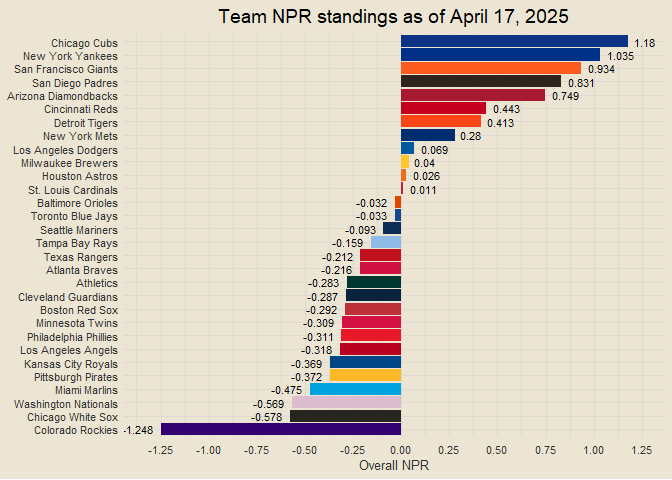 Team NPR standings as of April 17, 2025
Chicago Cubs 1.18
New York Yankees 1.035
San Francisco Giants 0.934
San Diego Padres 0.831
Arizona Diamondbacks 0.749
Cincinnati Reds 0.443
Detroit Tigers 0.413
New York Mets 0.28
Los Angeles Dodgers 0.069
Milwaukee Brewers 0.04
Houston Astros 0.026
St. Louis Cardinals 0.011
Baltimore Orioles -0.032
Toronto Blue Jays -0.033
Seattle Mariners -0.093
Tampa Bay Rays -0.159
Texas Rangers -0.212
Atlanta Braves -0.216
Athletics -0.283
Cleveland Guardians -0.287
Boston Red Sox -0.292
Minnesota Twins -0.309
Philadelphia Phillies -0.311
Los Angeles Angels -0.318
Kansas City Royals -0.369
Pittsburgh Pirates -0.372
Miami Marlins -0.475
Washington Nationals -0.569
Chicago White Sox -0.578
Colorado Rockies -1.248
-1.25 -1.00 -0.75 -0.50 -0.25 0.00 0.25 0.50 0.75 1.00 1.25
Overall NPR